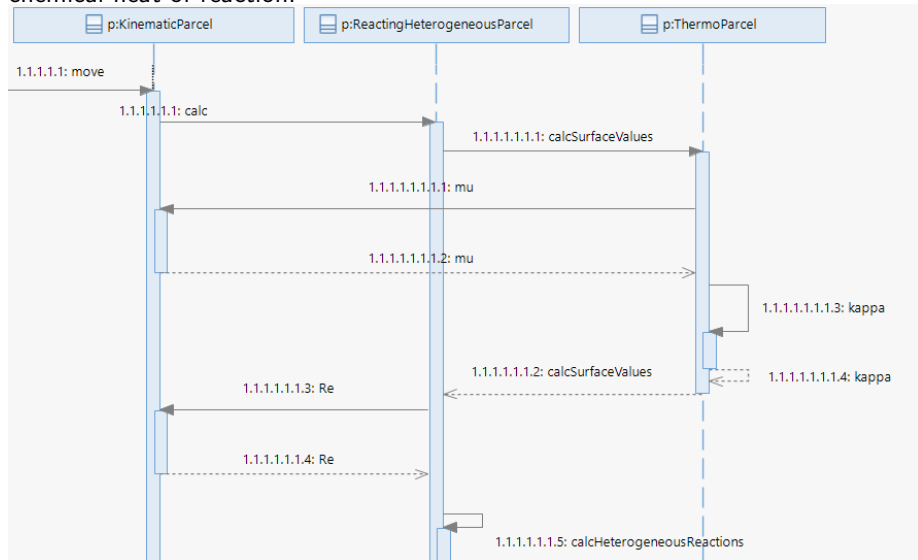 chemical heat of reaction.
p:KinematicParcel
p:ReactingHeterogeneousParcel
p:ThermoParcel
1.1.1.1.1: move
1.1.1.1.1.1: calc
1.1.1.1.1.1.1: calcSurfaceValues
1.1.1.1.1.1.1.1: mu
1.1.1.1.1.1.1.2: mu
1.1.1.1.1.1.1.3: kappa
1.1.1.1.1.1.2: calcSurfaceValues
1.1.1.1.1.1.1.4: kappa
1.1.1.1.1.1.3: Re
1.1.1.1.1.1.4: Re
1.1.1.1.1.1.5: calcHeterogeneousReactions